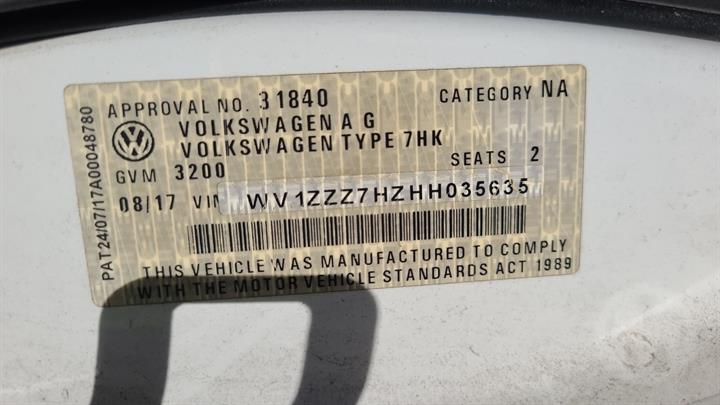 APPROVAL NO. 31840 CATEGORY NA
VOLKSWAGEN AG
VOLKSWAGEN TYPE 7HK
GVM 3200 SEATS 2
08/17 VIN WV1ZZZ7HZHH035635
THIS VEHICLE WAS MANUFACTURED TO COMPLY
WITH THE MOTOR VEHICLE STANDARDS ACT 1989
PAT24/07/17A00048780